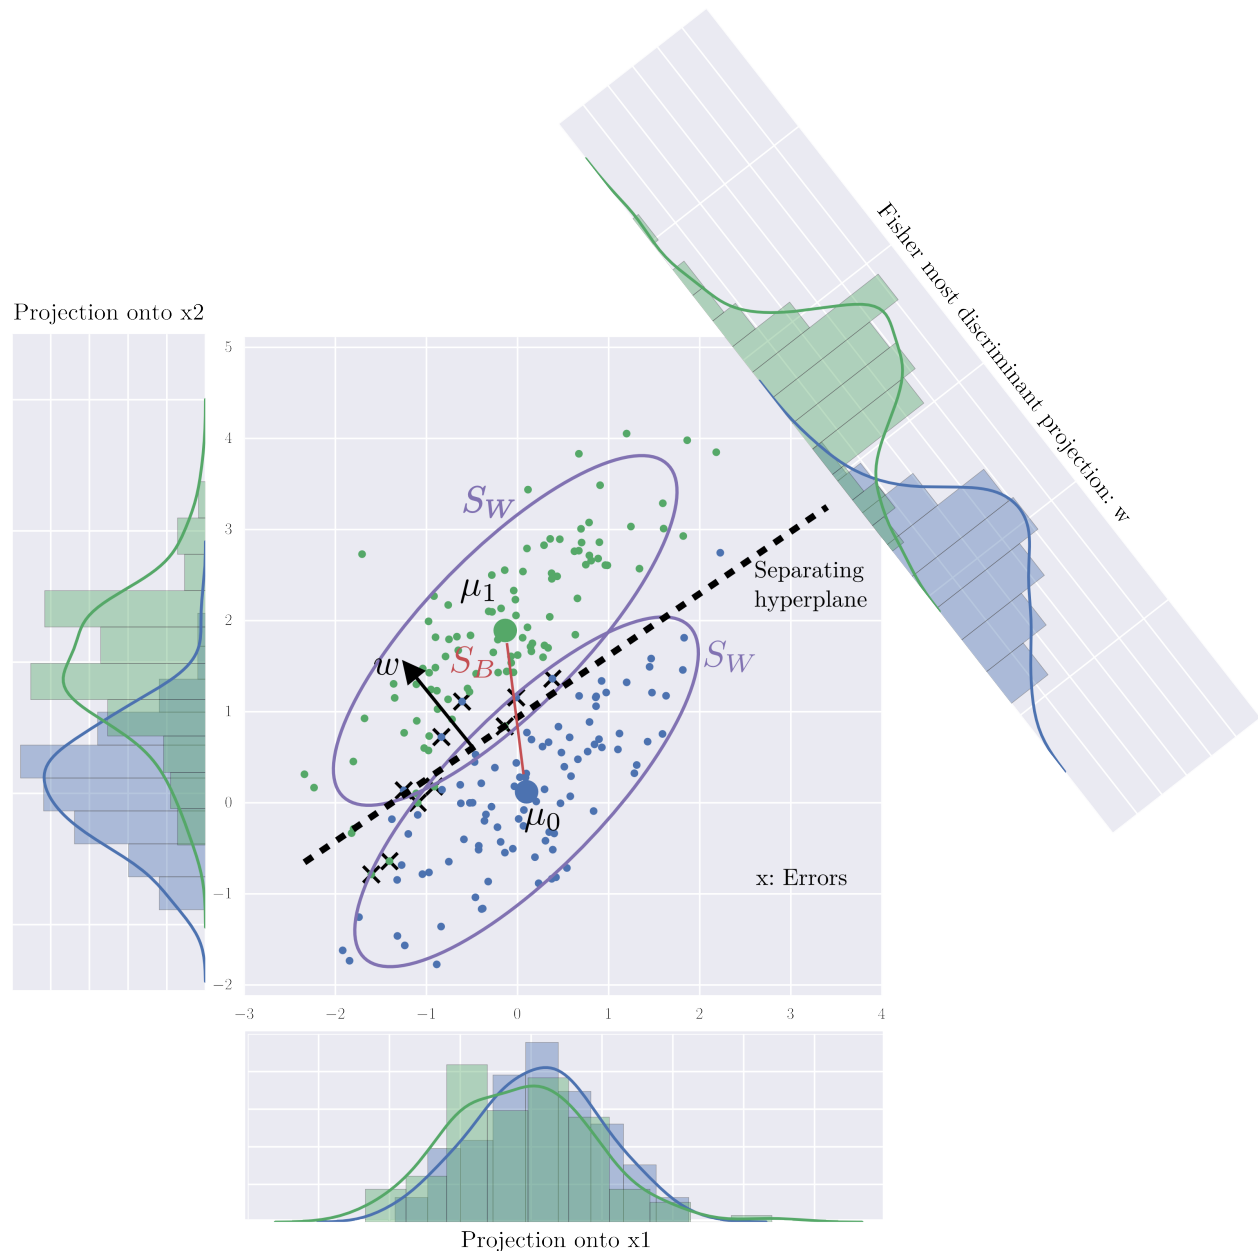 Fisher most discriminant projection: w
Projection onto x2
5
4
3
2
1
0
−1
−2
S_W
μ_1
Separating
hyperplane
w
S_B
S_W
μ_0
x: Errors
−3 −2 −1 0 1 2 3 4
Projection onto x1